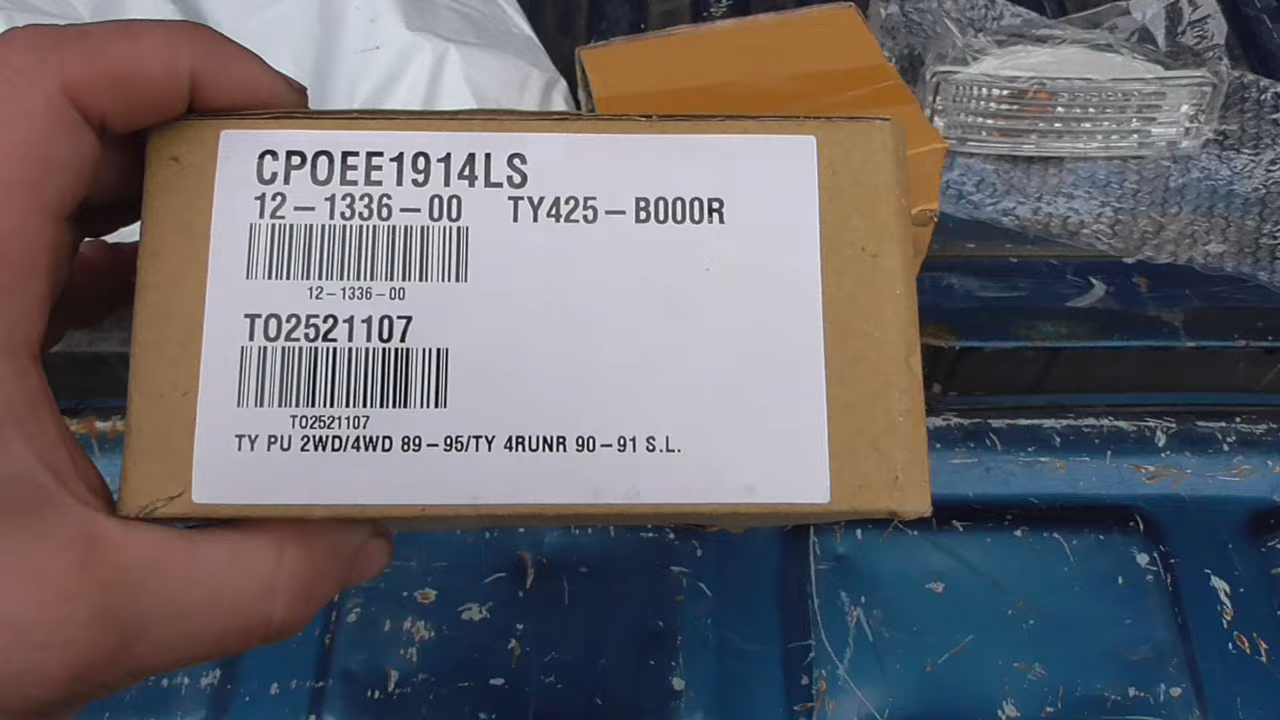 CPOEE1914LS
12-1336-00 TY425-B000R
12-1336-00
TO2521107
TO2521107
TY PU 2WD/4WD 89-95/TY 4RUNR 90-91 S.L.